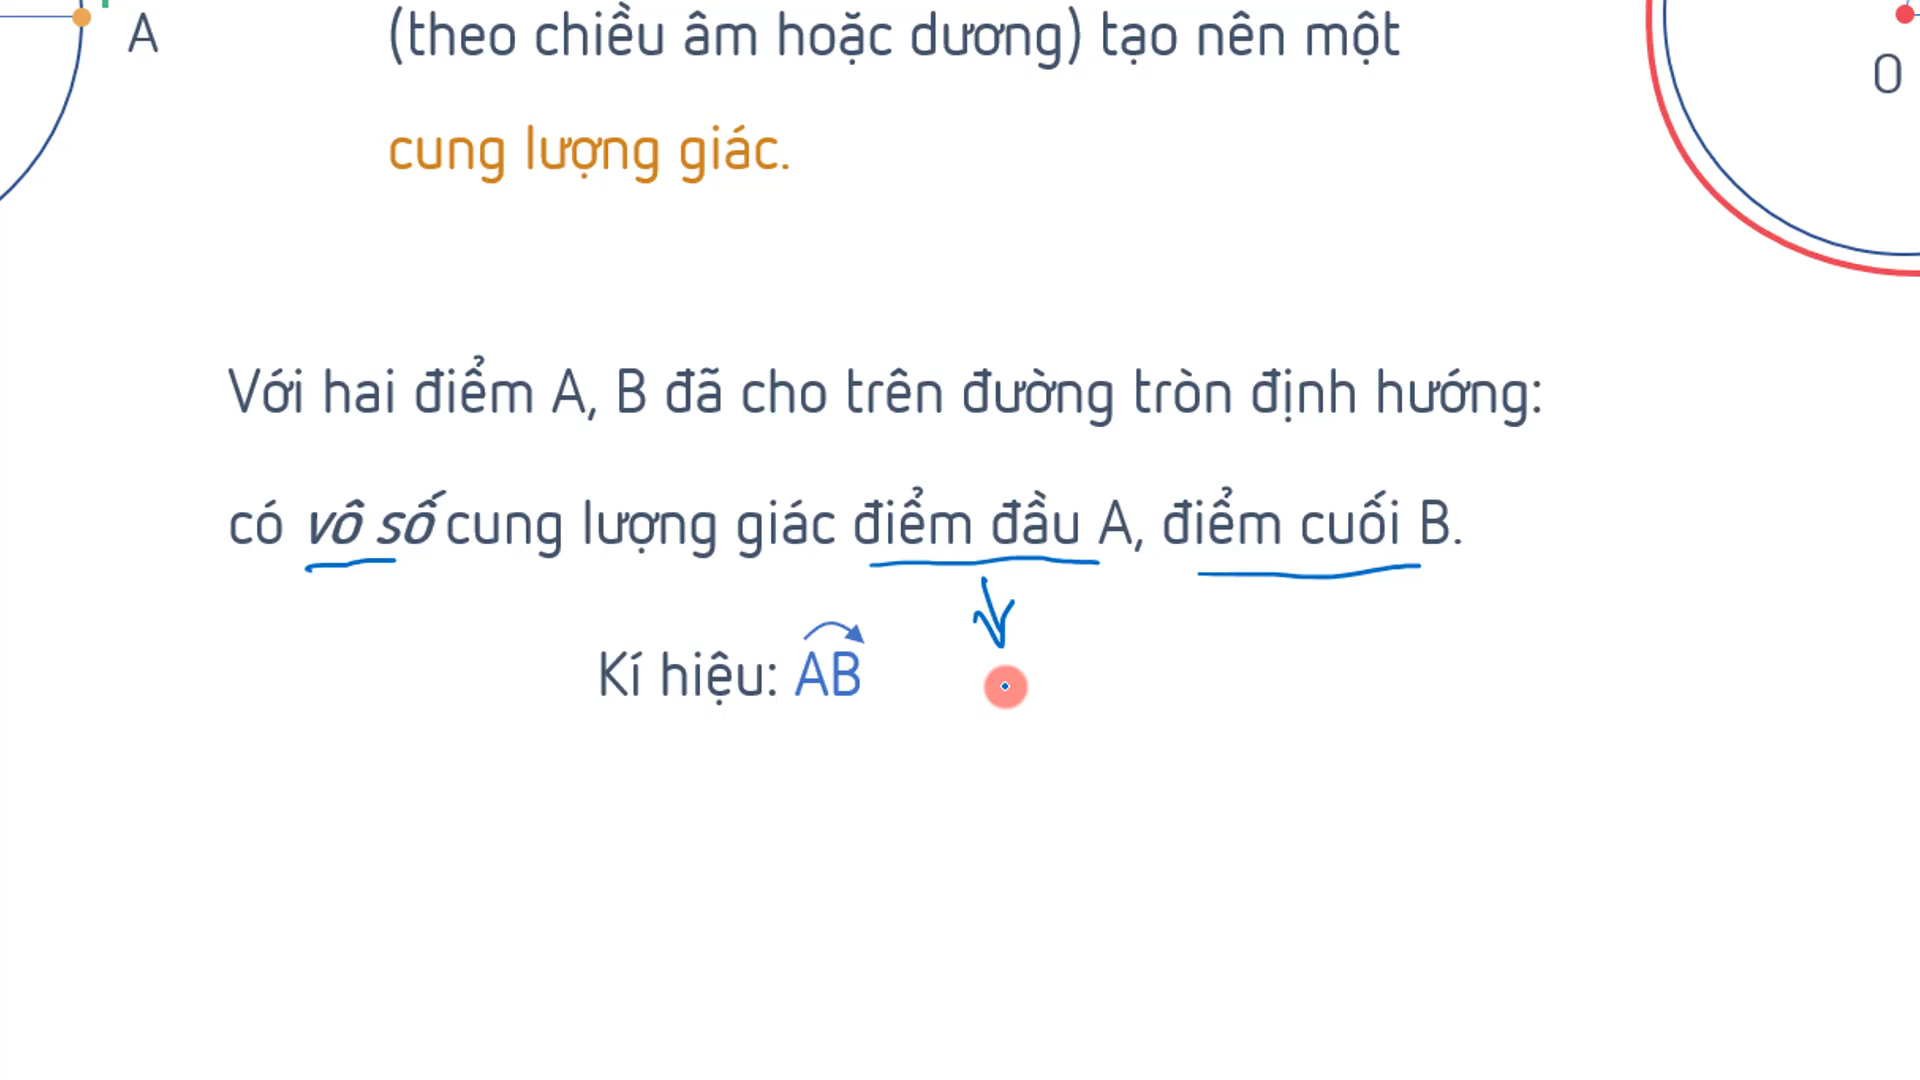 A
(theo chiều âm hoặc dương) tạo nên một
O
cung lượng giác.
Với hai điểm A, B đã cho trên đường tròn định hướng:
có vô số cung lượng giác điểm đầu A, điểm cuối B.
Kí hiệu: AB